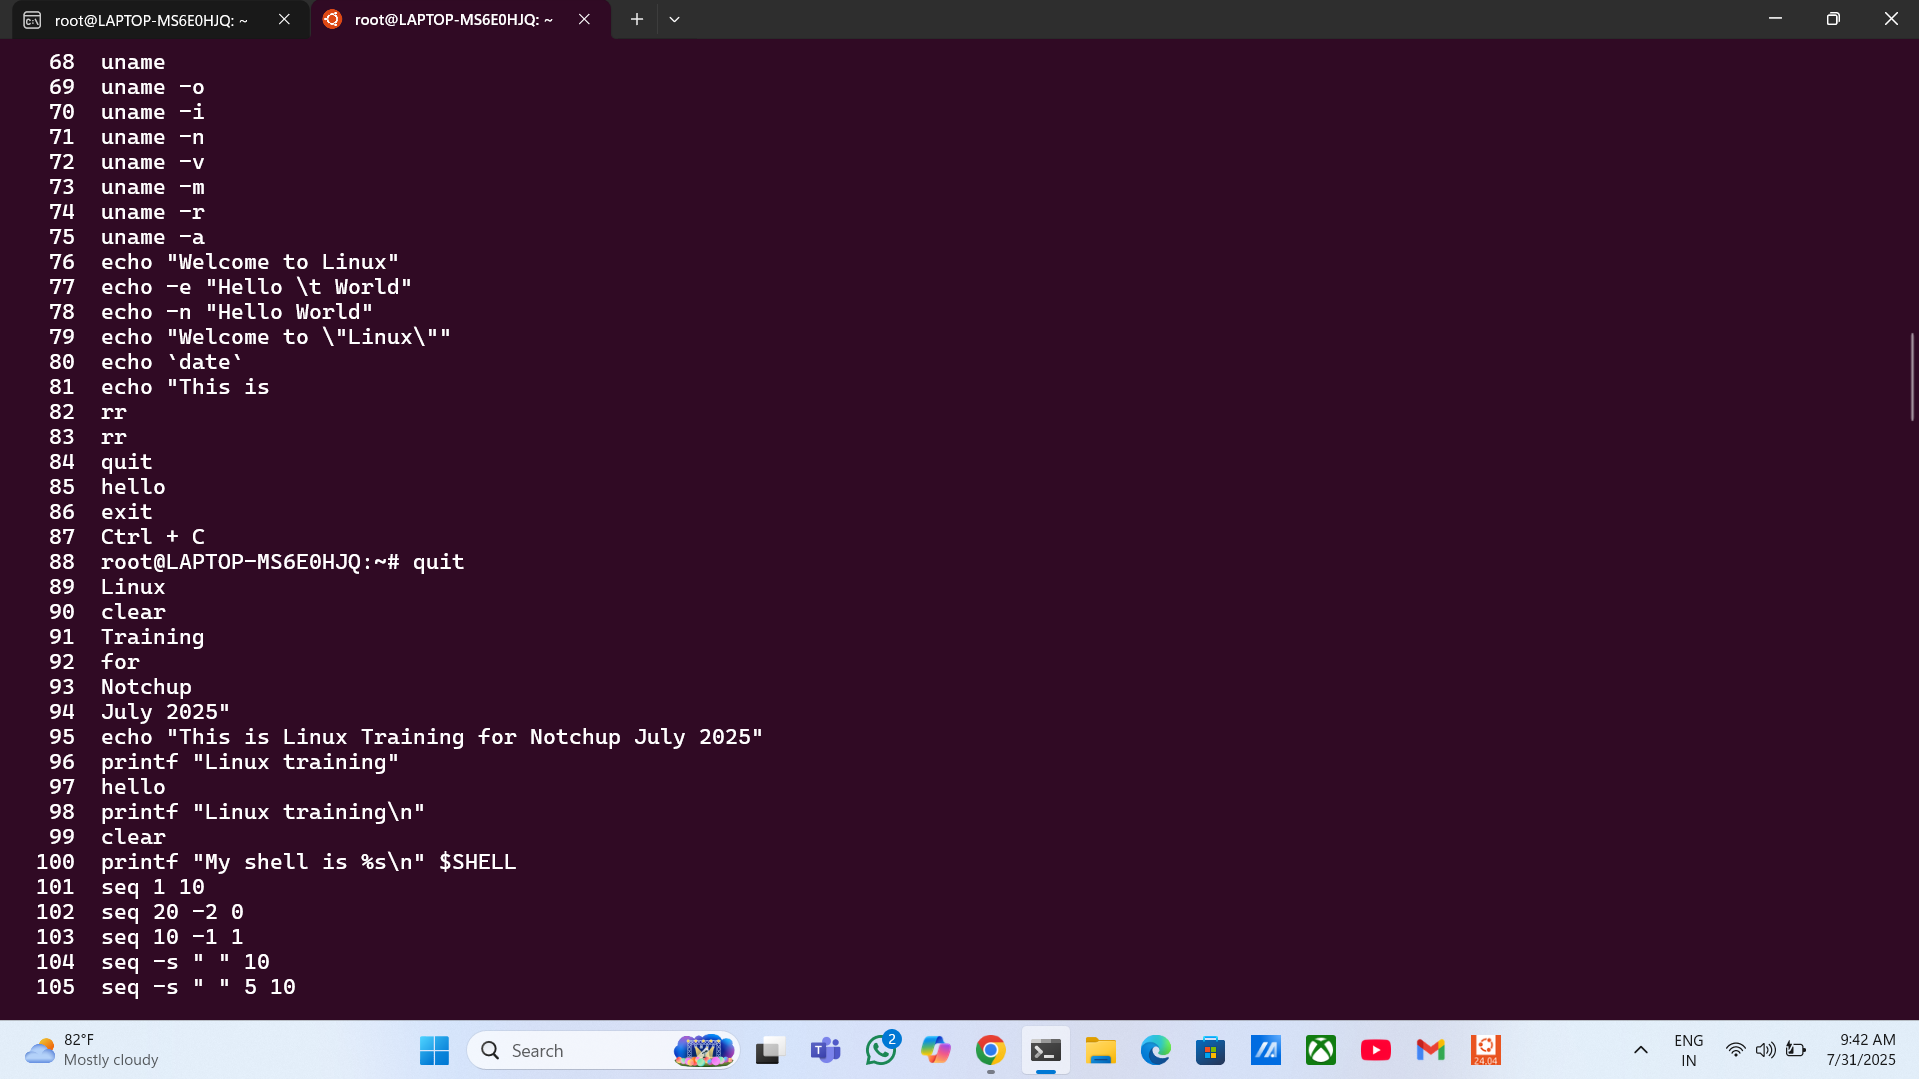 root@LAPTOP-MS6E0HJQ: ~
root@LAPTOP-MS6E0HJQ: ~
68 uname
69 uname -o
70 uname -i
71 uname -n
72 uname -v
73 uname -m
74 uname -r
75 uname -a
76 echo "Welcome to Linux"
77 echo -e "Hello \t World"
78 echo -n "Hello World"
79 echo "Welcome to \"Linux\""
80 echo `date`
81 echo "This is
82 rr
83 rr
84 quit
85 hello
86 exit
87 Ctrl + C
88 root@LAPTOP-MS6E0HJQ:~# quit
89 Linux
90 clear
91 Training
92 for
93 Notchup
94 July 2025"
95 echo "This is Linux Training for Notchup July 2025"
96 printf "Linux training"
97 hello
98 printf "Linux training\n"
99 clear
100 printf "My shell is %s\n" $SHELL
101 seq 1 10
102 seq 20 -2 0
103 seq 10 -1 1
104 seq -s " " 10
105 seq -s " " 5 10
82°F
Mostly cloudy
Search
2
24.04
ENG
IN
9:42 AM
7/31/2025